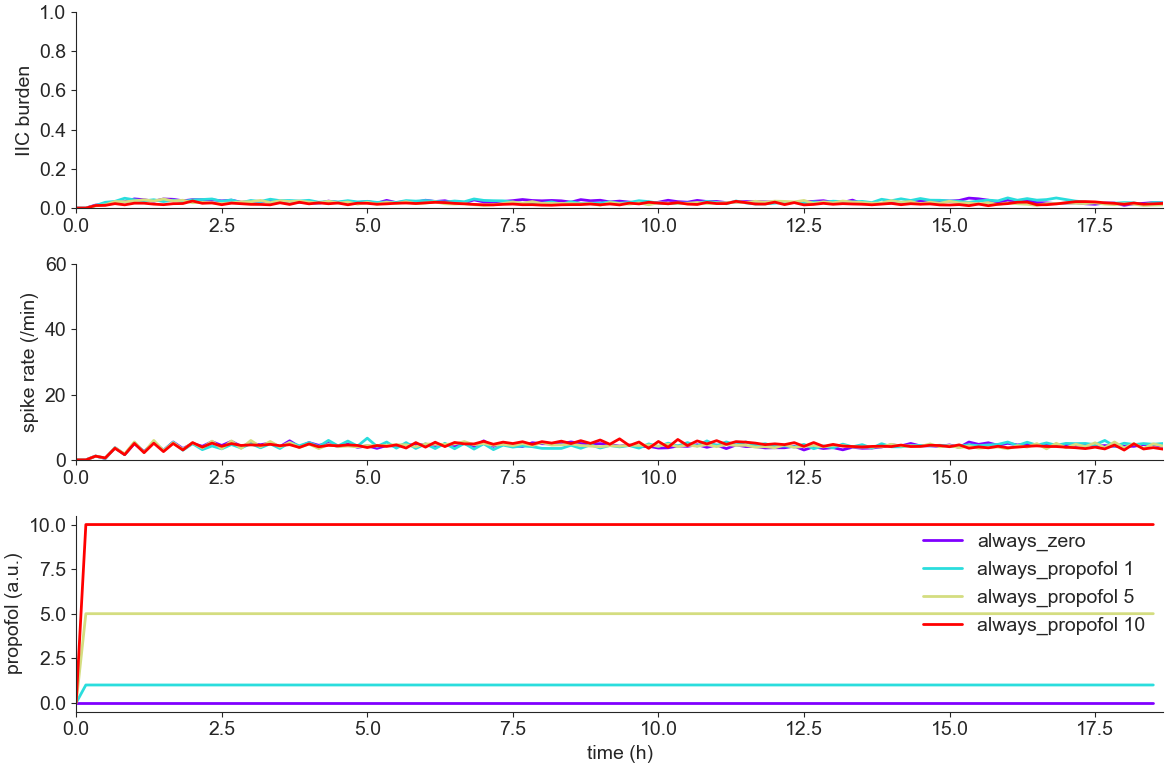 IIC burden
1.0
0.8
0.6
0.4
0.2
0.0
0.0 2.5 5.0 7.5 10.0 12.5 15.0 17.5
spike rate (/min)
60
40
20
0
0.0 2.5 5.0 7.5 10.0 12.5 15.0 17.5
propofol (a.u.)
10.0
7.5
5.0
2.5
0.0
always_zero
always_propofol 1
always_propofol 5
always_propofol 10
0.0 2.5 5.0 7.5 10.0 12.5 15.0 17.5
time (h)